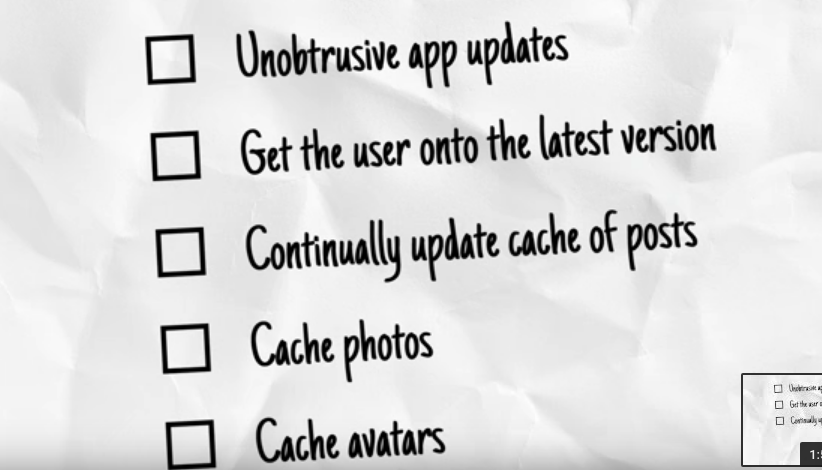 Unobtrusive app updates
Get the user onto the latest version
Continually update cache of posts
Cache photos
Cache avatars